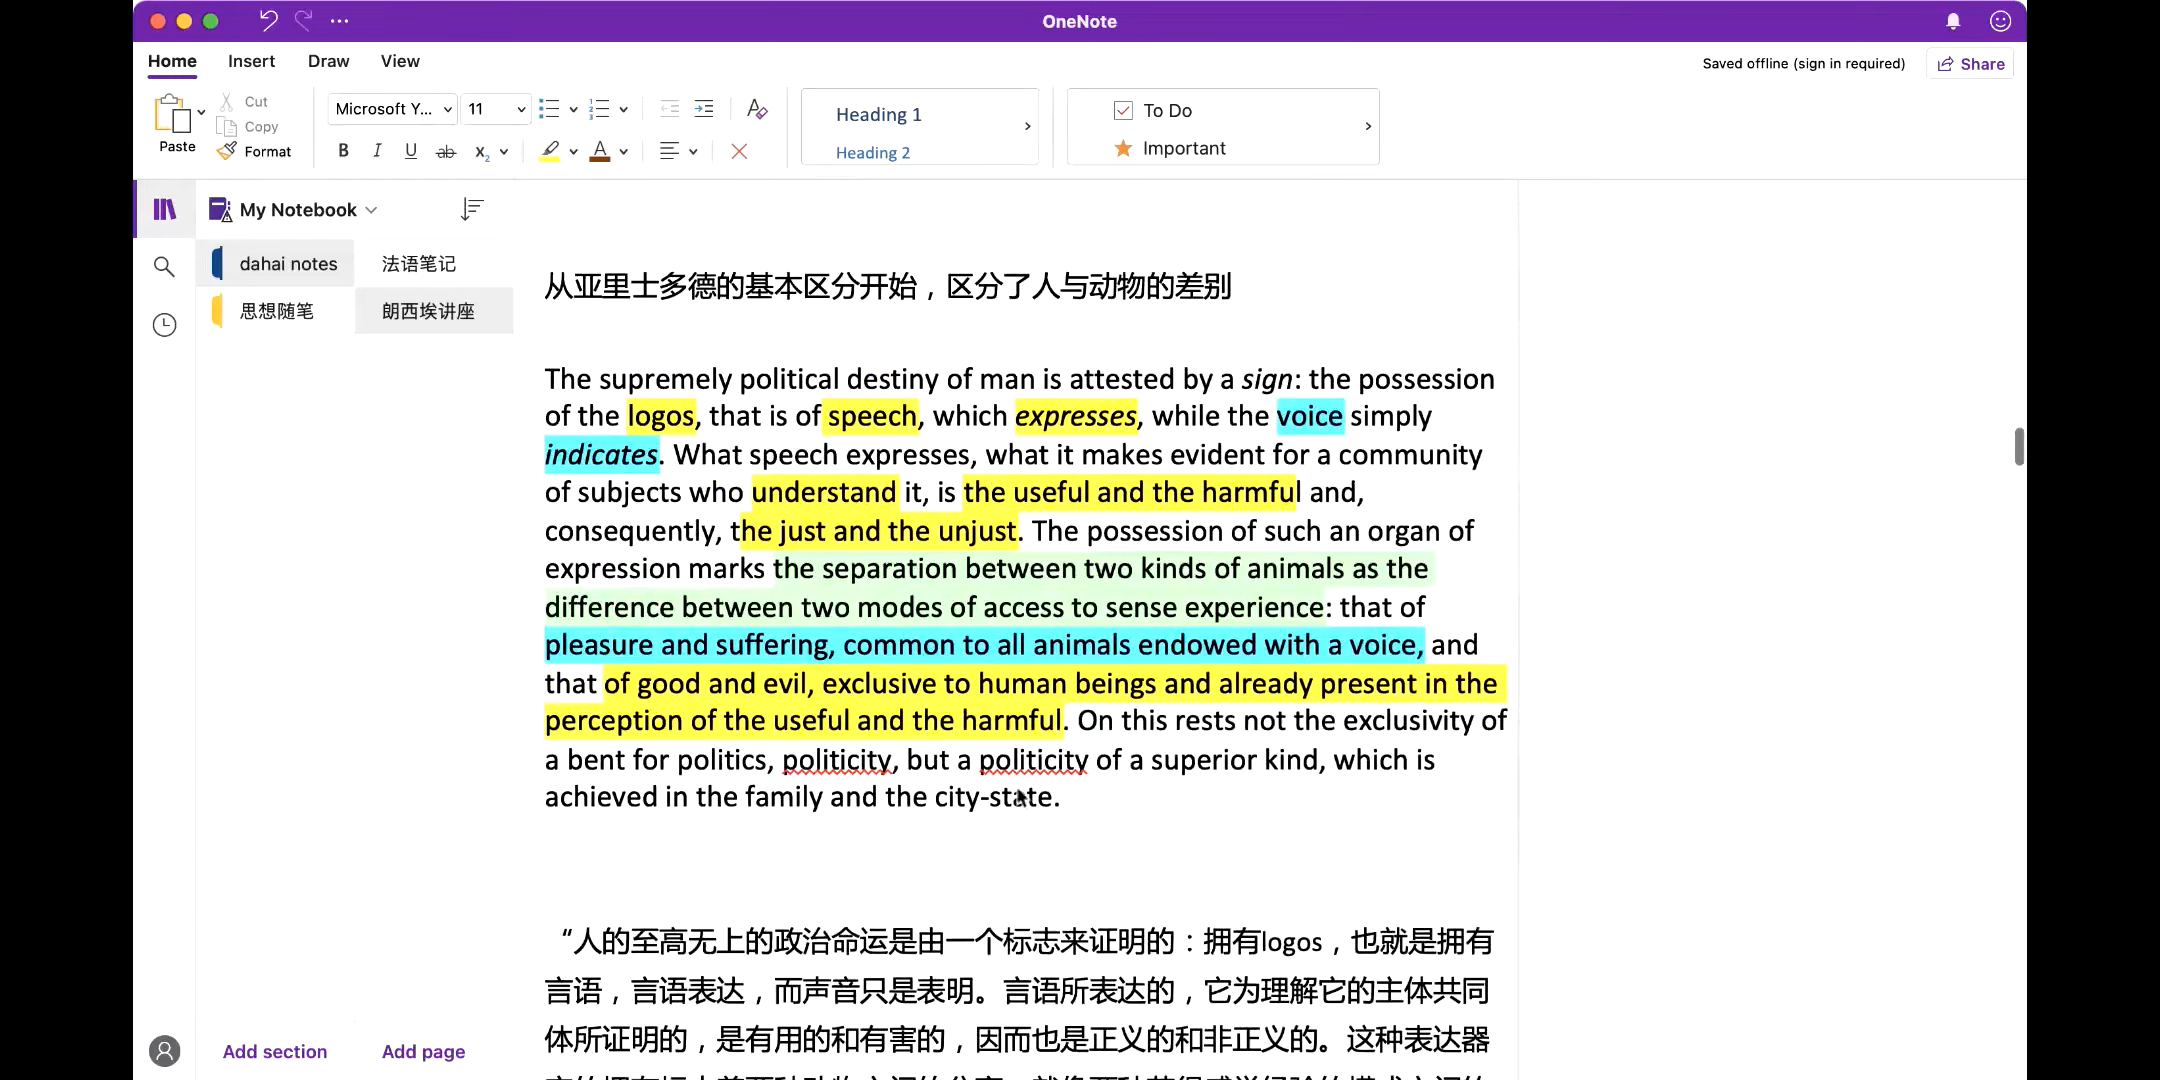 OneNote
Home Insert Draw View
Saved offline (sign in required) Share
Paste
Cut
Copy
Format
Microsoft Y... 11
B I U ab x₂ A
Heading 1
Heading 2
To Do
Important
My Notebook
dahai notes
思想随笔
法语笔记
朗西埃讲座
从亚里士多德的基本区分开始，区分了人与动物的差别
The supremely political destiny of man is attested by a sign: the possession
of the logos, that is of speech, which expresses, while the voice simply
indicates. What speech expresses, what it makes evident for a community
of subjects who understand it, is the useful and the harmful and,
consequently, the just and the unjust. The possession of such an organ of
expression marks the separation between two kinds of animals as the
difference between two modes of access to sense experience: that of
pleasure and suffering, common to all animals endowed with a voice, and
that of good and evil, exclusive to human beings and already present in the
perception of the useful and the harmful. On this rests not the exclusivity of
a bent for politics, politicity, but a politicity of a superior kind, which is
achieved in the family and the city-state.
“人的至高无上的政治命运是由一个标志来证明的：拥有logos，也就是拥有
言语，言语表达，而声音只是表明。言语所表达的，它为理解它的主体共同
体所证明的，是有用的和有害的，因而也是正义的和非正义的。这种表达器
Add section Add page